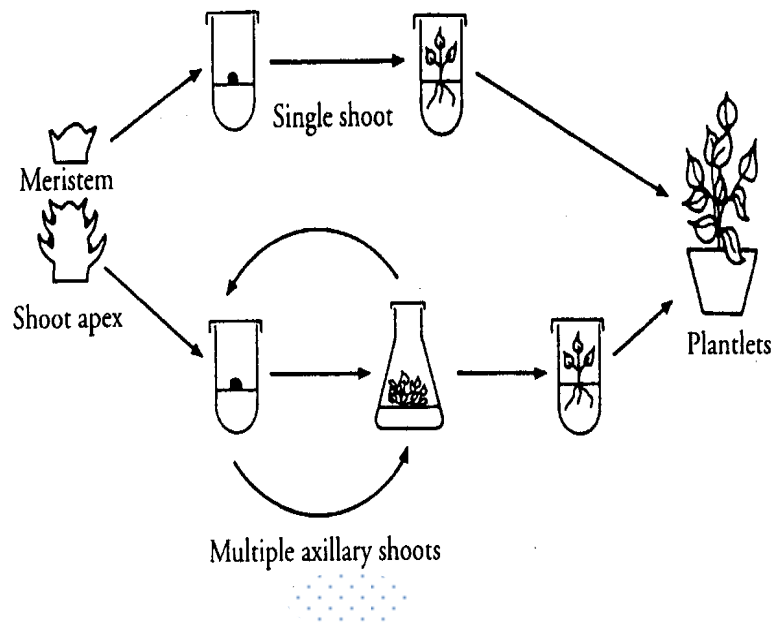 Single shoot
Meristem
Shoot apex
Plantlets
Multiple axillary shoots